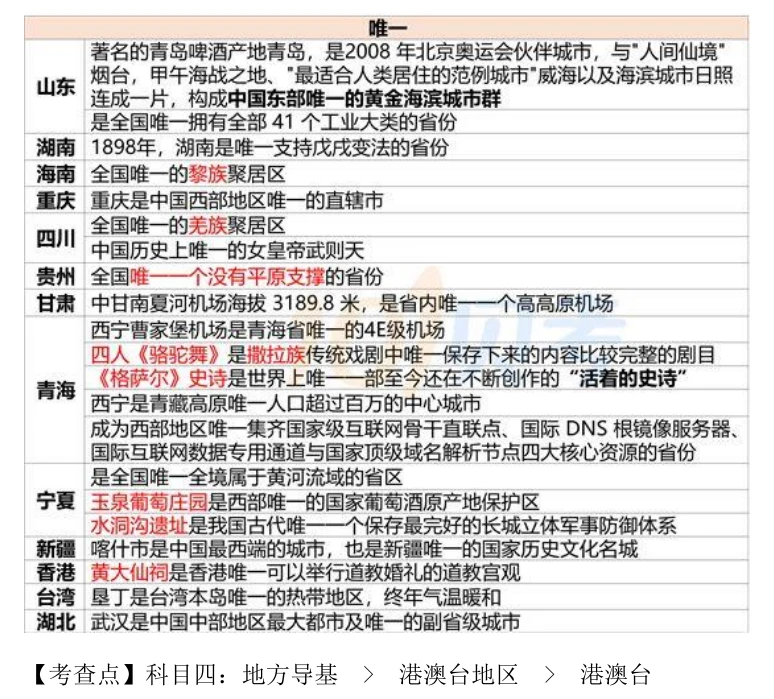 唯一
山东
著名的青岛啤酒产地青岛，是2008 年北京奥运会伙伴城市，与"人间仙境"
烟台，甲午海战之地、"最适合人类居住的范例城市"威海以及海滨城市日照
连成一片，构成中国东部唯一的黄金海滨城市群
是全国唯一拥有全部 41 个工业大类的省份
湖南 1898年，湖南是唯一支持戊戌变法的省份
海南 全国唯一的黎族聚居区
重庆 重庆是中国西部地区唯一的直辖市
四川
全国唯一的羌族聚居区
中国历史上唯一的女皇帝武则天
贵州 全国唯一一个没有平原支撑的省份
甘肃 中甘南夏河机场海拔 3189.8 米，是省内唯一一个高高原机场
青海
西宁曹家堡机场是青海省唯一的4E级机场
四人《骆驼舞》是撒拉族传统戏剧中唯一保存下来的内容比较完整的剧目
《格萨尔》史诗是世界上唯一一部至今还在不断创作的“活着的史诗”
西宁是青藏高原唯一人口超过百万的中心城市
成为西部地区唯一集齐国家级互联网骨干直联点、国际 DNS 根镜像服务器、
国际互联网数据专用通道与国家顶级域名解析节点四大核心资源的省份
宁夏
是全国唯一全境属于黄河流域的省区
玉泉葡萄庄园是西部唯一的国家葡萄酒原产地保护区
水洞沟遗址是我国古代唯一一个保存最完好的长城立体军事防御体系
新疆 喀什市是中国最西端的城市，也是新疆唯一的国家历史文化名城
香港 黄大仙祠是香港唯一可以举行道教婚礼的道教宫观
台湾 垦丁是台湾本岛唯一的热带地区，终年气温暖和
湖北 武汉是中国中部地区最大都市及唯一的副省级城市
【考查点】科目四：地方导基 > 港澳台地区 > 港澳台